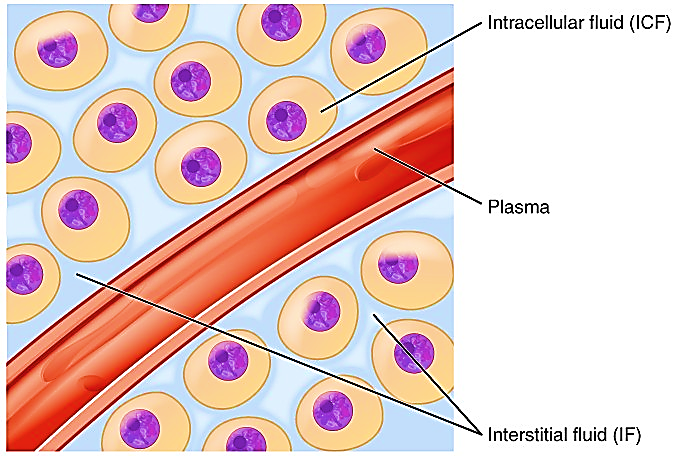 Intracellular fluid (ICF)
Plasma
Interstitial fluid (IF)